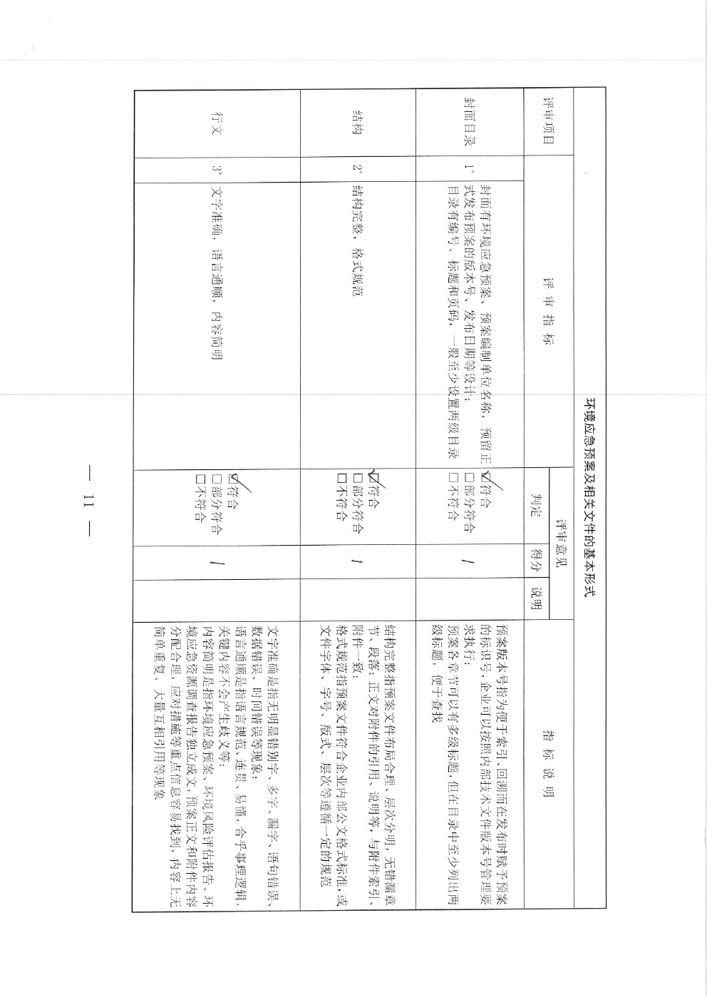 环境应急预案及相关文件的基本形式
评审项目
评 审 指 标
评审意见
判定
得分
说明
指 标 说 明
封面目录
1ª
封面有环境应急预案、预案编制单位名称，预留正
式发布预案的版本号、发布日期等设计；
目录有编号、标题和页码，一般至少设置两级目录
☑符合
□部分符合
□不符合
1
预案版本号指为便于索引、回溯而在发布时赋予预案
的标识号，企业可以按照内部技术文件版本号管理要
求执行；
预案各章节可以有多级标题，但在目录中至少列出两
级标题，便于查找
结构
2ª
结构完整，格式规范
☑符合
□部分符合
□不符合
1
结构完整指预案文件布局合理、层次分明，无错漏章
节、段落；正文对附件的引用、说明等，与附件索引、
附件一致；
格式规范指预案文件符合企业内部公文格式标准，或
文件字体、字号、版式、层次等遵循一定的规范
行文
3ª
文字准确，语言通顺，内容简明
☑符合
□部分符合
□不符合
1
文字准确是指无明显错别字、多字、漏字、语句错误、
数据错误、时间错误等现象；
语言通顺是指语言规范、连贯、易懂，合乎事理逻辑，
关键内容不会产生歧义等；
内容简明是指环境应急预案、环境风险评估报告、环
境应急资源调查报告独立成文，预案正文和附件内容
分配合理，应对措施等重点信息容易找到，内容上无
简单重复、大量互相引用等现象
— 11 —